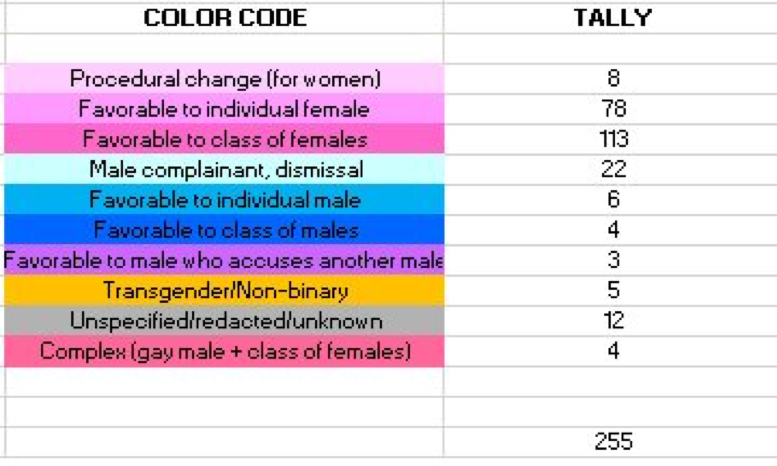 COLOR CODE TALLY
Procedural change (for women) 8
Favorable to individual female 78
Favorable to class of females 113
Male complainant, dismissal 22
Favorable to individual male 6
Favorable to class of males 4
Favorable to male who accuses another male 3
Transgender/Non-binary 5
Unspecified/redacted/unknown 12
Complex (gay male + class of females) 4
255